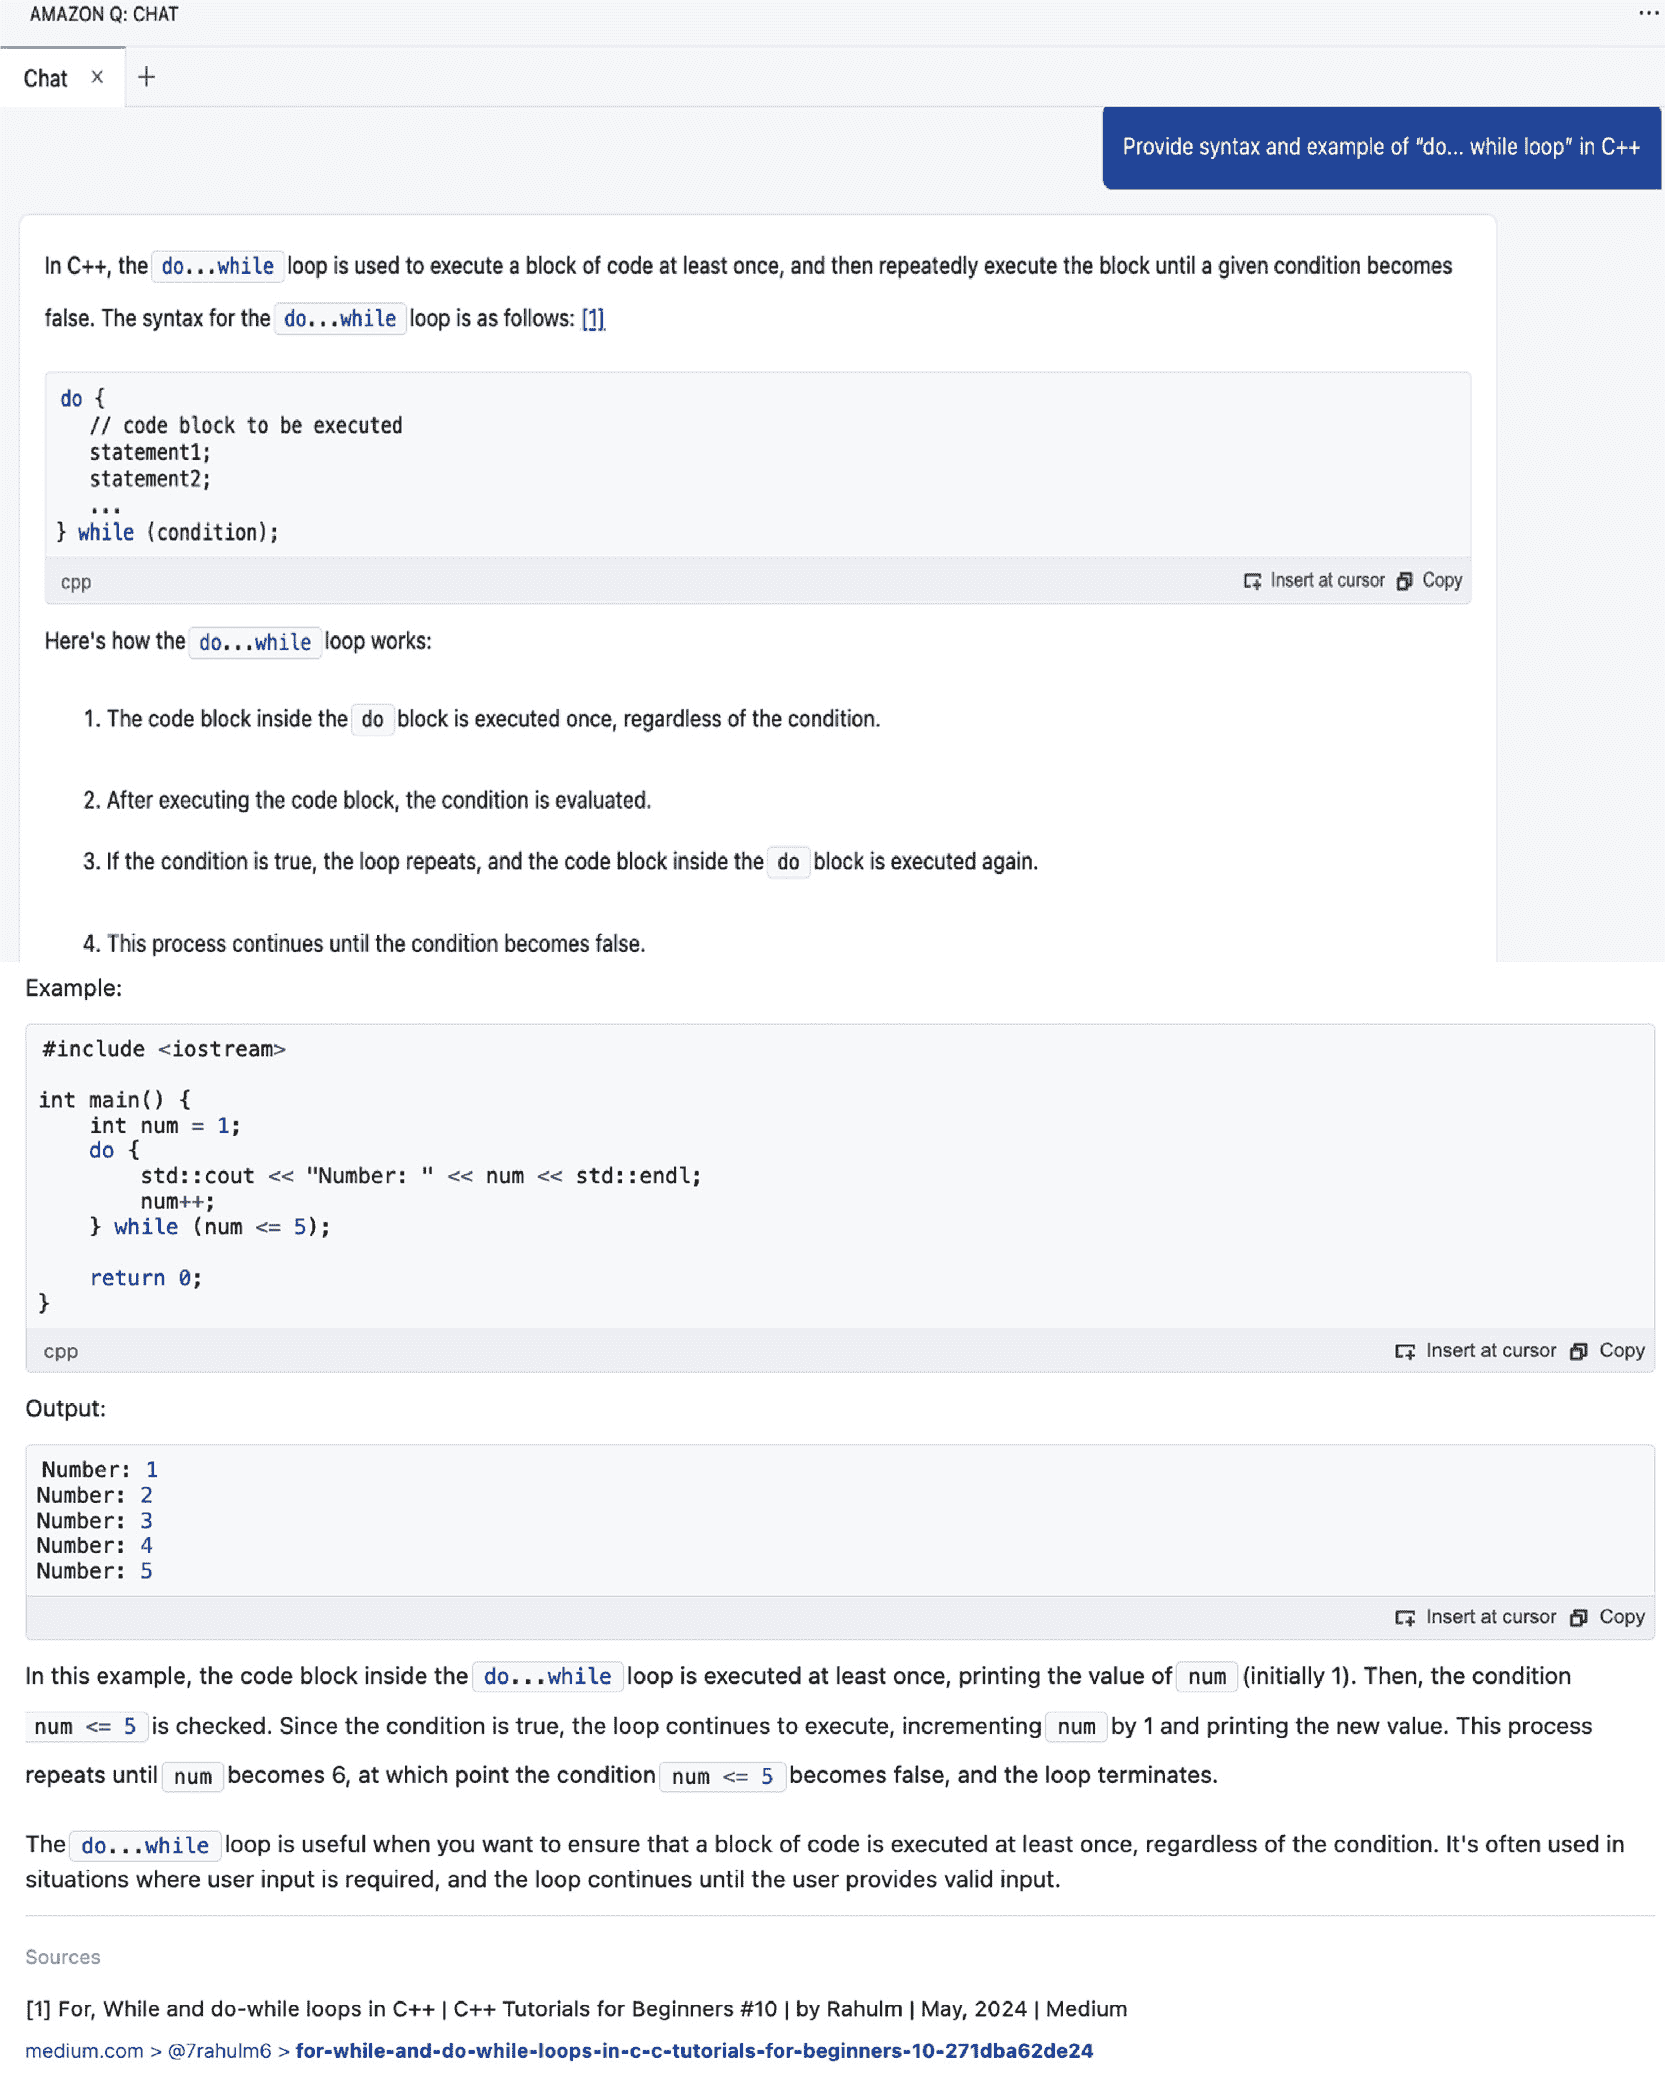 AMAZON Q: CHAT ...
Chat × +
Provide syntax and example of “do... while loop” in C++
In C++, the do...while loop is used to execute a block of code at least once, and then repeatedly execute the block until a given condition becomes
false. The syntax for the do...while loop is as follows: [1]
do {
// code block to be executed
statement1;
statement2;
...
} while (condition);
cpp Insert at cursor Copy
Here's how the do...while loop works:
1. The code block inside the do block is executed once, regardless of the condition.
2. After executing the code block, the condition is evaluated.
3. If the condition is true, the loop repeats, and the code block inside the do block is executed again.
4. This process continues until the condition becomes false.
Example:
#include <iostream>
int main() {
int num = 1;
do {
std::cout << "Number: " << num << std::endl;
num++;
} while (num <= 5);
return 0;
}
cpp Insert at cursor Copy
Output:
Number: 1
Number: 2
Number: 3
Number: 4
Number: 5
Insert at cursor Copy
In this example, the code block inside the do...while loop is executed at least once, printing the value of num (initially 1). Then, the condition
num <= 5 is checked. Since the condition is true, the loop continues to execute, incrementing num by 1 and printing the new value. This process
repeats until num becomes 6, at which point the condition num <= 5 becomes false, and the loop terminates.
The do...while loop is useful when you want to ensure that a block of code is executed at least once, regardless of the condition. It's often used in
situations where user input is required, and the loop continues until the user provides valid input.
Sources
[1] For, While and do-while loops in C++ | C++ Tutorials for Beginners #10 | by Rahulm | May, 2024 | Medium
medium.com > @7rahulm6 > for-while-and-do-while-loops-in-c-c-tutorials-for-beginners-10-271dba62de24